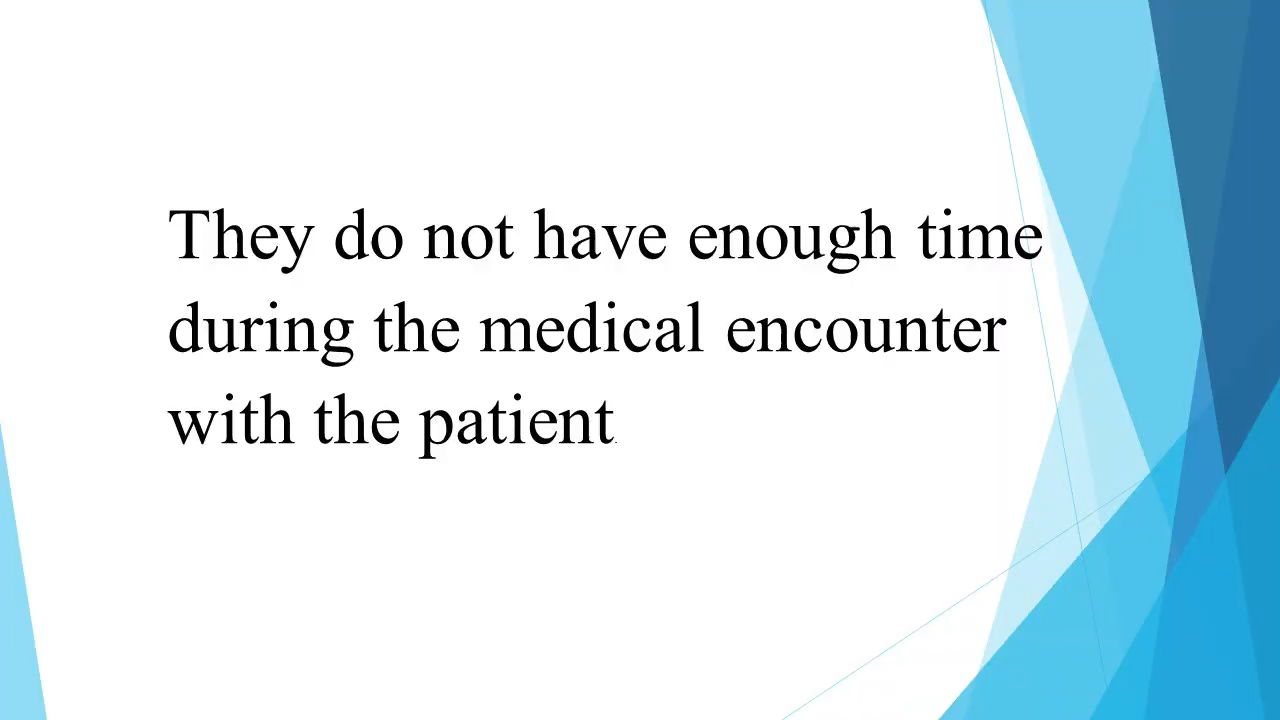 They do not have enough time
during the medical encounter
with the patient.